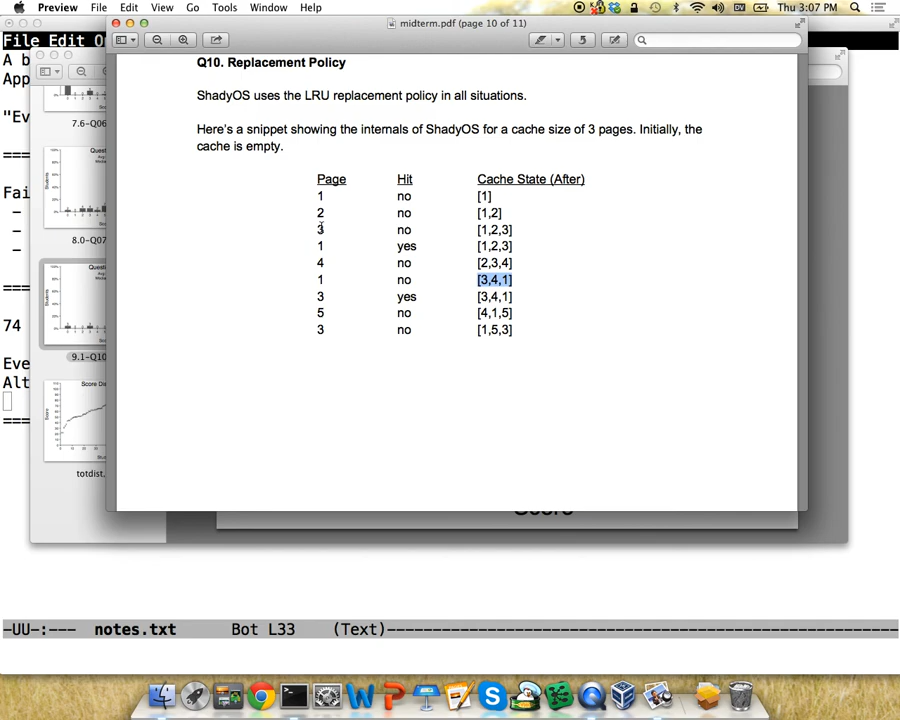 Preview File Edit View Go Tools Window Help Thu 3:07 PM
midterm.pdf (page 10 of 11)
File Edit
A b
App
"Ev
Fai
-
-
-
74
Eve
Alt
7.6-Q06
8.0-Q07
9.1-Q10
Score Dis
totdist.
Q10. Replacement Policy
ShadyOS uses the LRU replacement policy in all situations.
Here's a snippet showing the internals of ShadyOS for a cache size of 3 pages. Initially, the
cache is empty.
Page Hit Cache State (After)
1 no [1]
2 no [1,2]
3 no [1,2,3]
1 yes [1,2,3]
4 no [2,3,4]
1 no [3,4,1]
3 yes [3,4,1]
5 no [4,1,5]
3 no [1,5,3]
-UU-:--- notes.txt Bot L33 (Text)